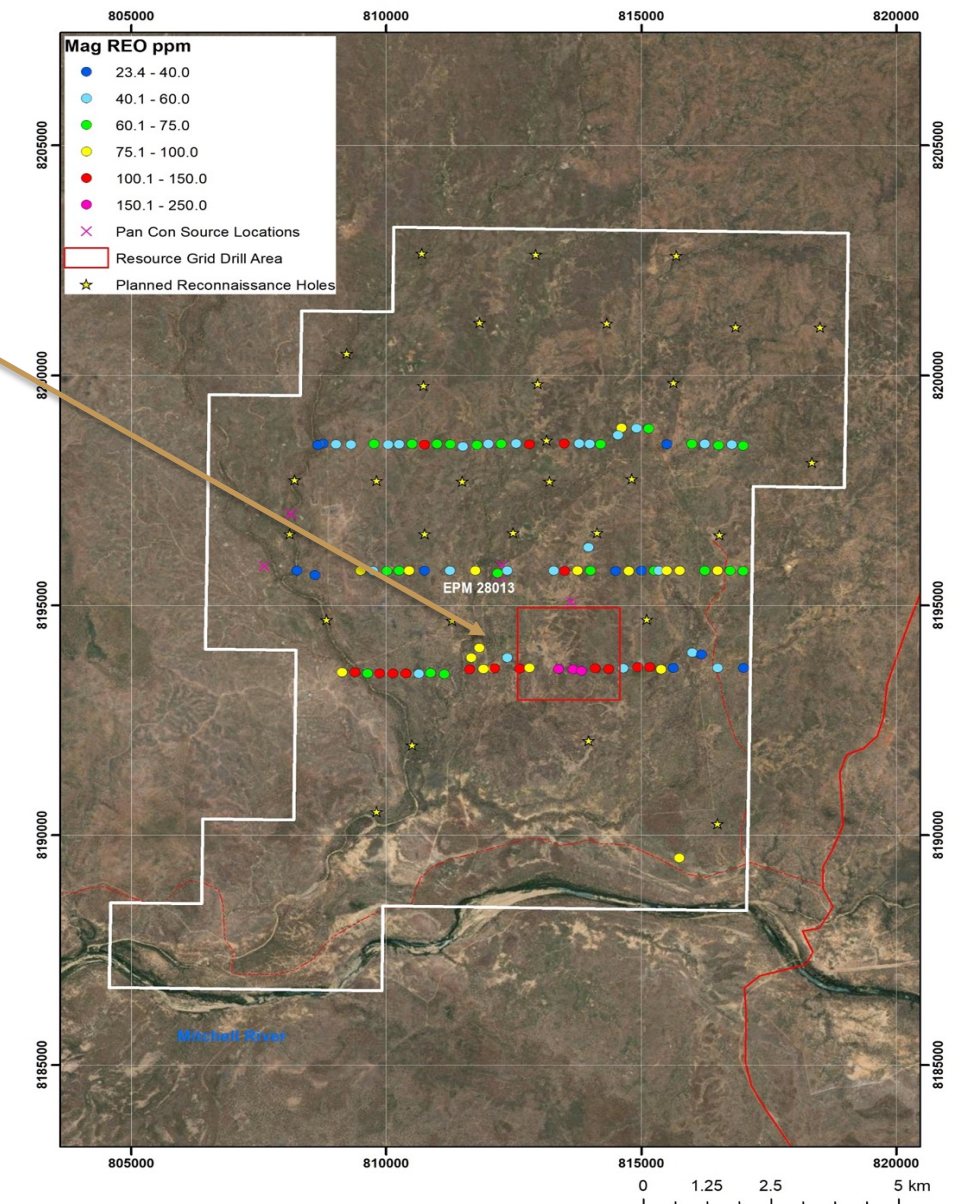 805000 810000 815000 820000
Mag REO ppm
23.4 - 40.0
40.1 - 60.0
60.1 - 75.0
75.1 - 100.0
100.1 - 150.0
150.1 - 250.0
Pan Con Source Locations
Resource Grid Drill Area
Planned Reconnaissance Holes
8205000 8205000
8200000 8200000
EPM 28013
8195000 8195000
8190000 8190000
Mitchell River
8185000 8185000
805000 810000 815000 820000
0 1.25 2.5 5 km